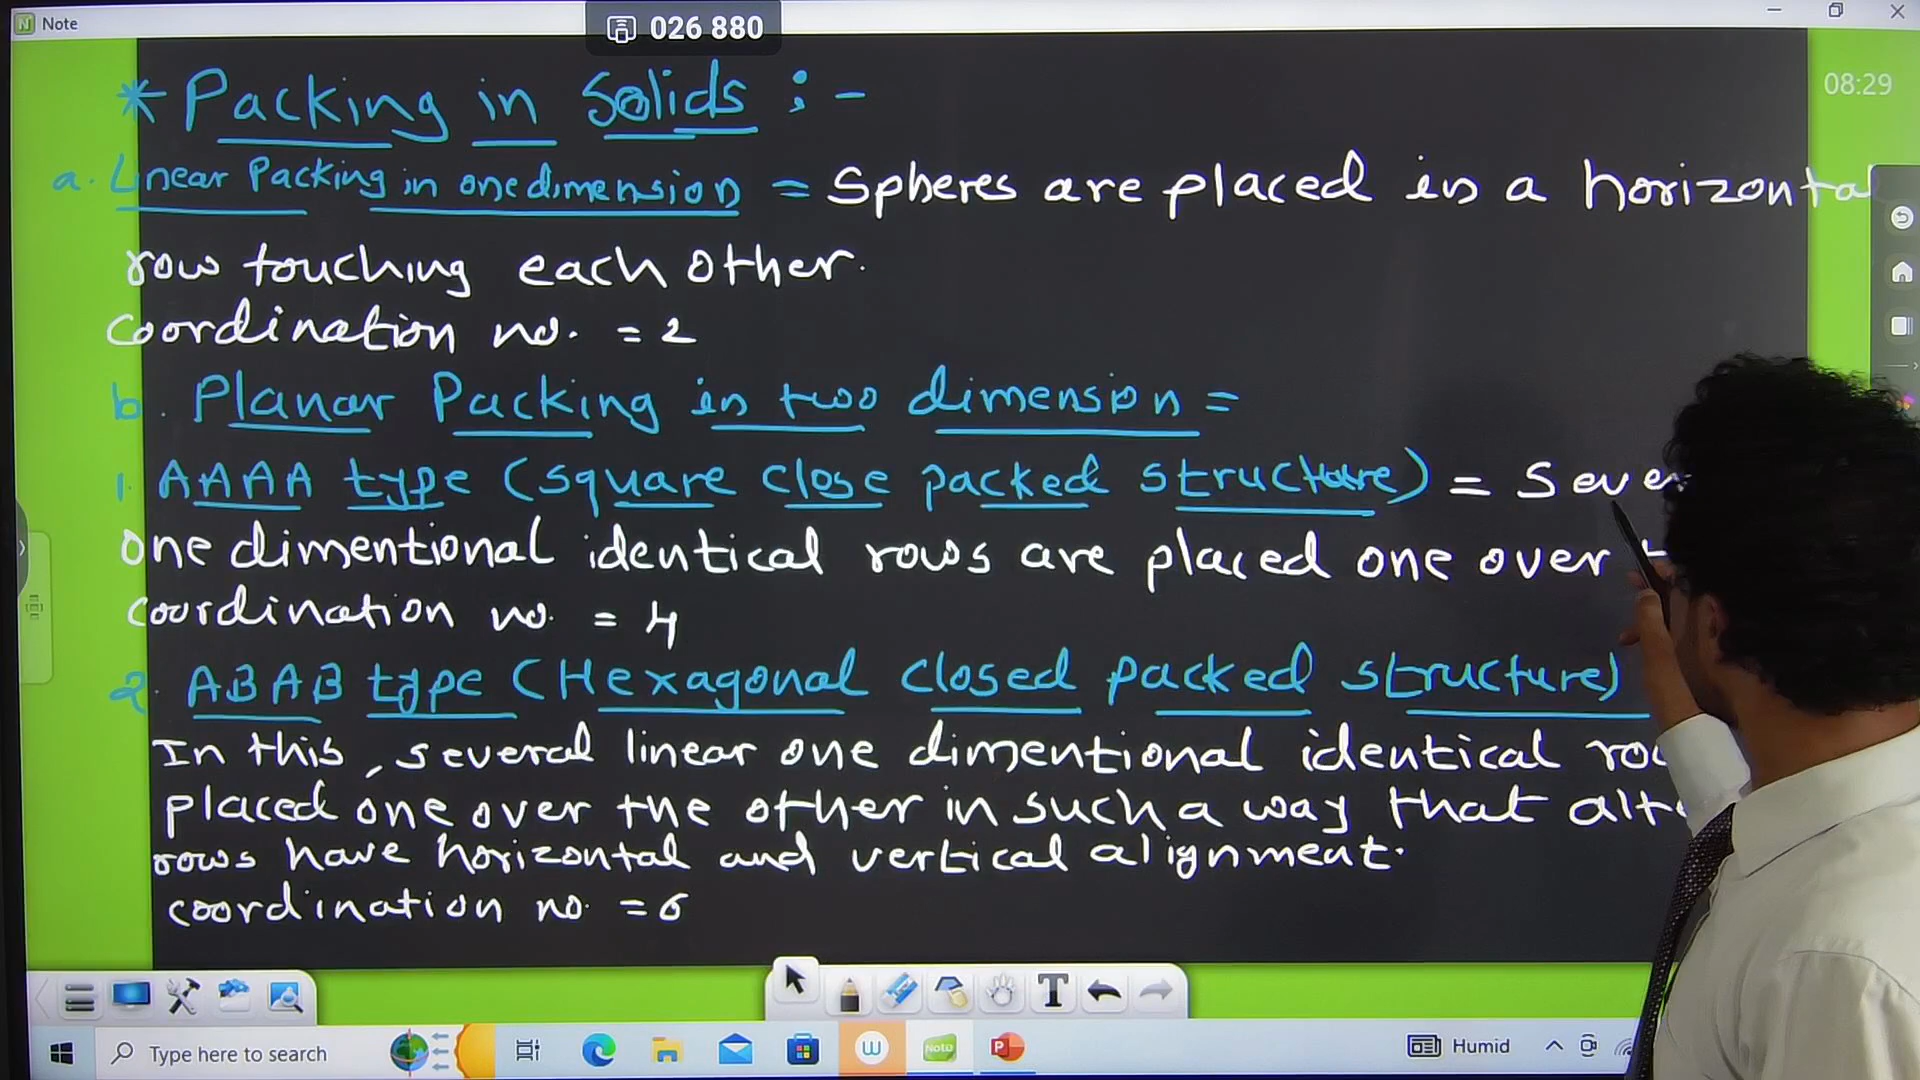 Note
026 880
08:29
* Packing in Solids :-
a. Linear Packing in one dimension = Spheres are placed in a horizontal
row touching each other.
Coordination no. = 2
b. Planar Packing in two dimension =
1. AAAA type (square close packed structure) =
One dimentional identical rows are placed one over
Coordination no. = 4
2. ABAB type (Hexagonal closed packed structure)
In this, several linear one dimentional identical
placed one over the other in such a way that
rows have horizontal and vertical alignment.
coordination no. = 6
T
Type here to search
W
Note
P
Humid